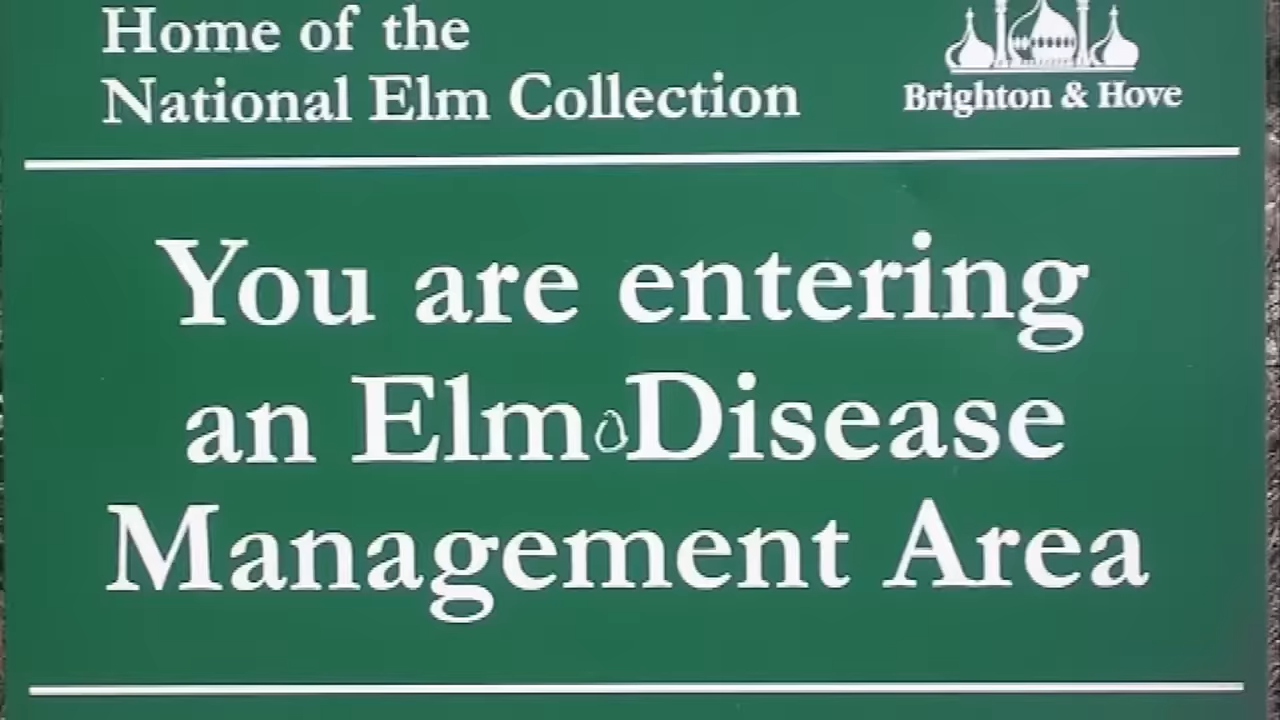 Home of the
National Elm Collection
Brighton & Hove
You are entering
an Elm Disease
Management Area